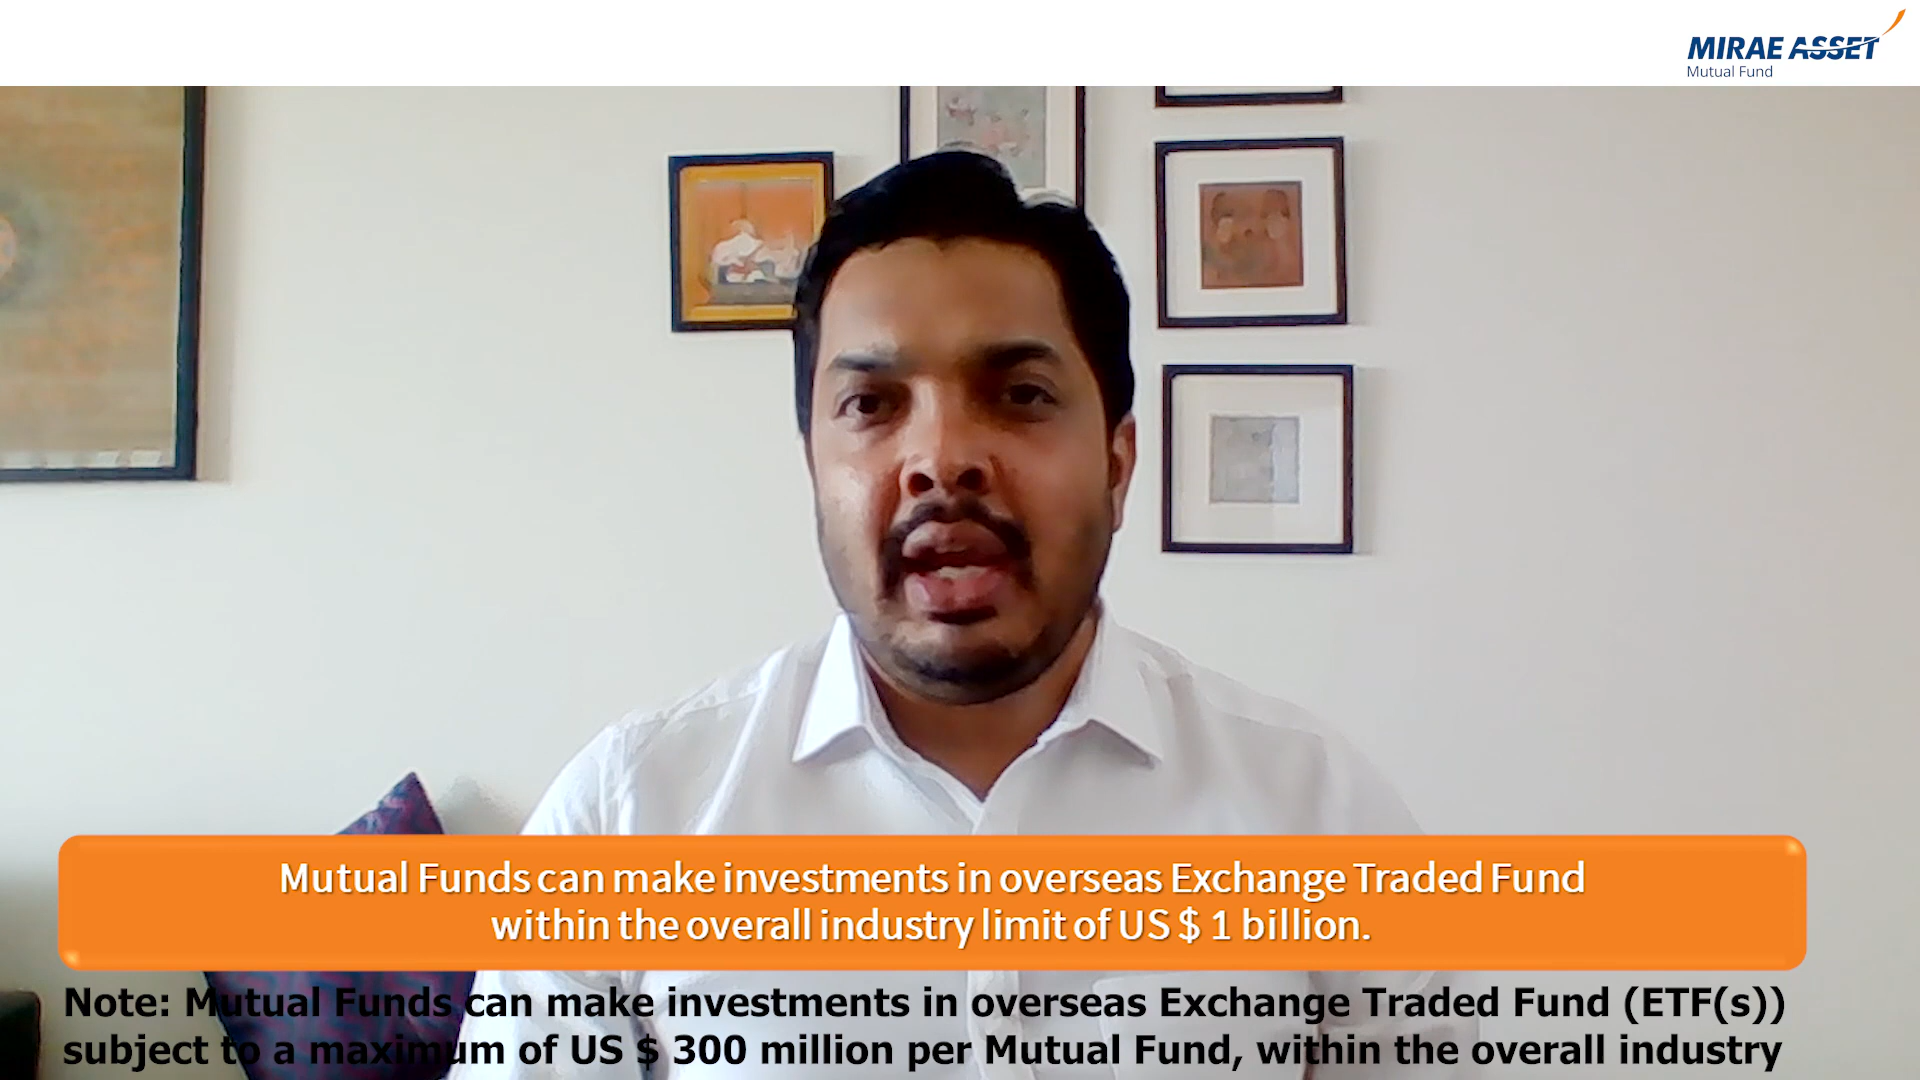 MIRAE ASSET
Mutual Fund
Mutual Funds can make investments in overseas Exchange Traded Fund
within the overall industry limit of US $ 1 billion.
Note: Mutual Funds can make investments in overseas Exchange Traded Fund (ETF(s))
subject to a maximum of US $ 300 million per Mutual Fund, within the overall industry